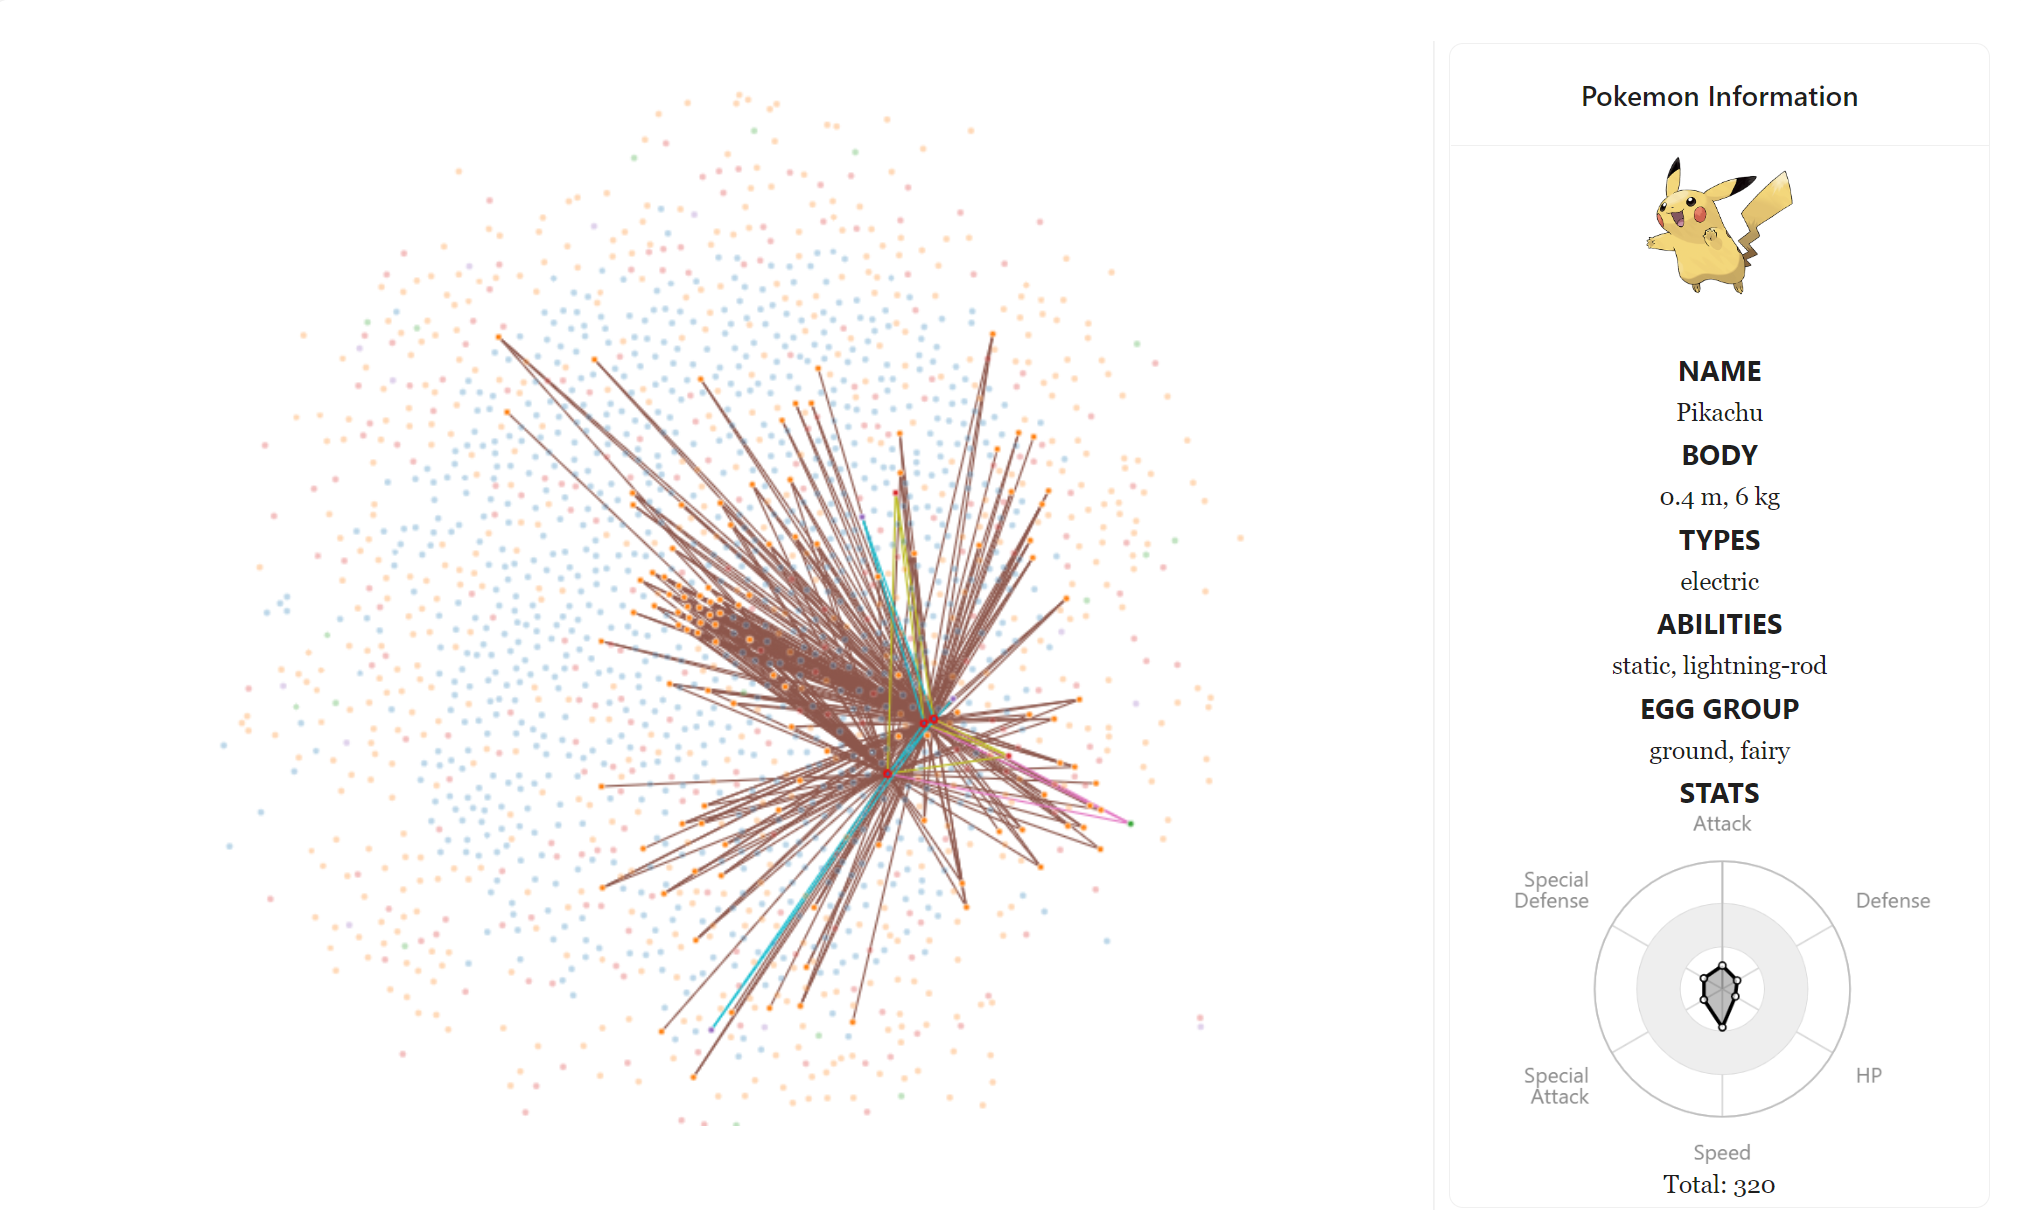 Pokemon Information
NAME
Pikachu
BODY
0.4 m, 6 kg
TYPES
electric
ABILITIES
static, lightning-rod
EGG GROUP
ground, fairy
STATS
Attack
Special
Defense
Defense
Special
Attack
HP
Speed
Total: 320